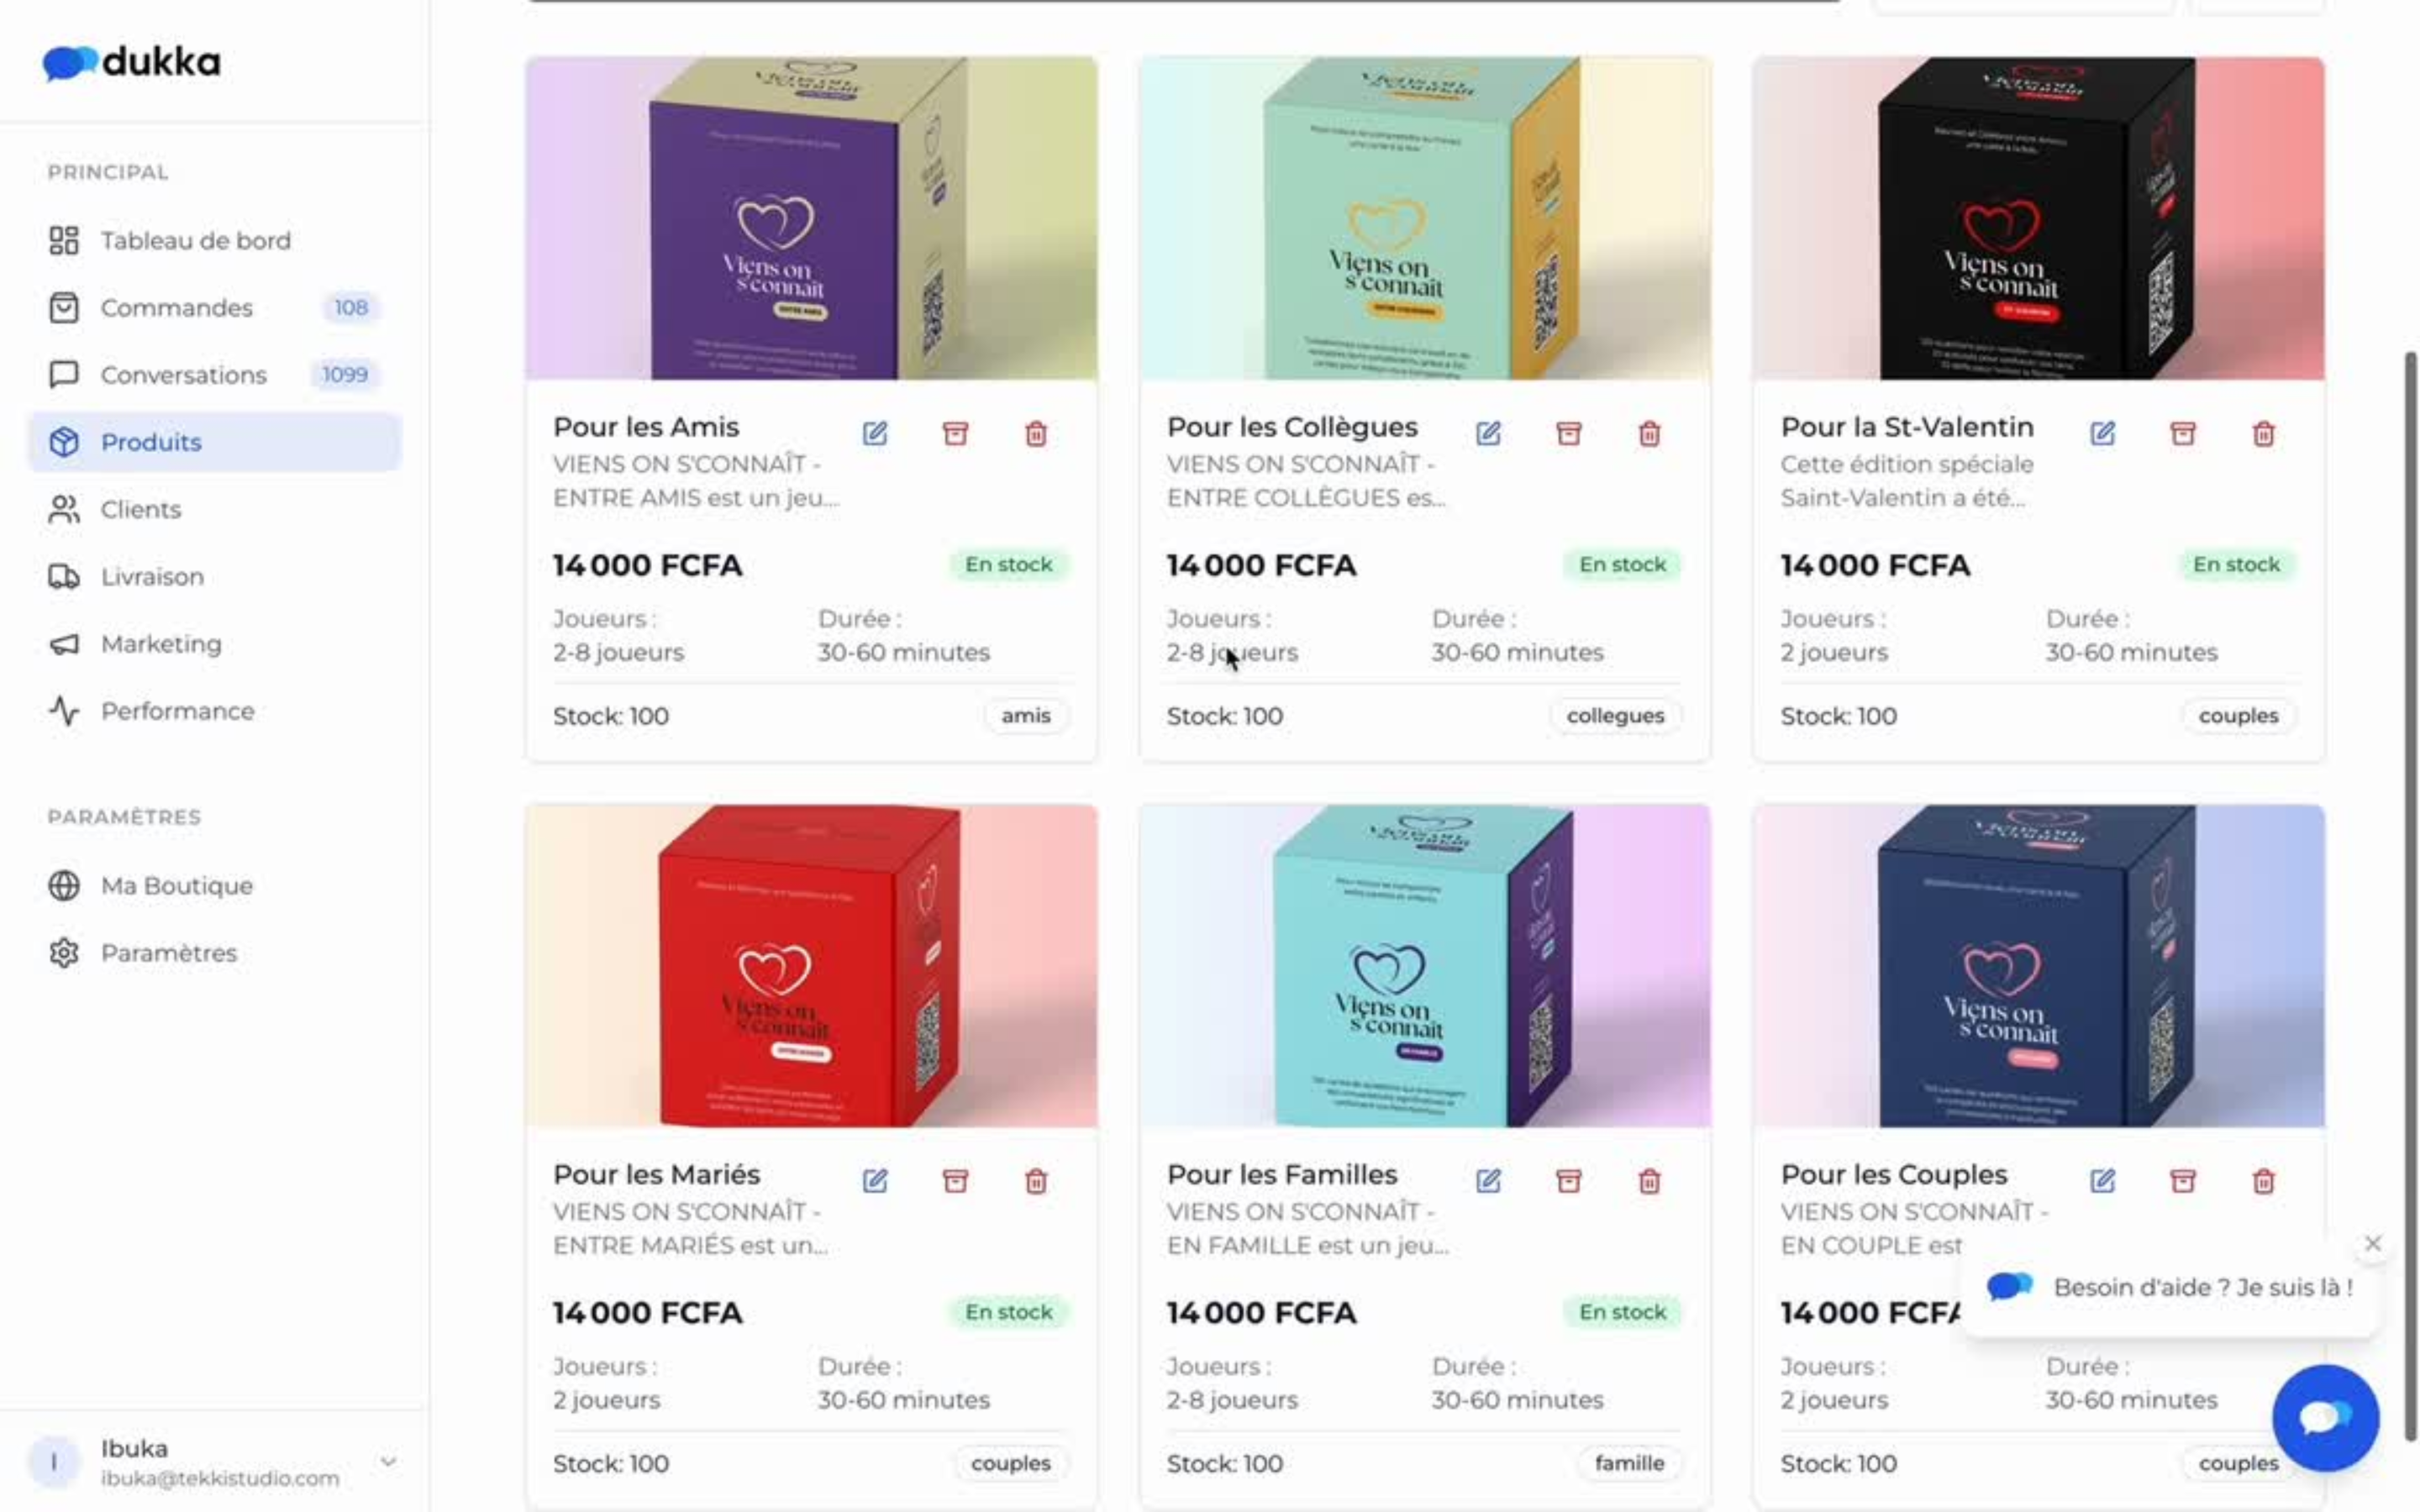 dukka
PRINCIPAL
Tableau de bord
Commandes 108
Conversations 1099
Produits
Clients
Livraison
Marketing
Performance
PARAMÈTRES
Ma Boutique
Paramètres
Ibuka
ibuka@tekkistudio.com
Viens on
s'connaît
ENTRE AMIS
Pour les Amis
VIENS ON S'CONNAÎT -
ENTRE AMIS est un jeu...
14 000 FCFA En stock
Joueurs : Durée :
2-8 joueurs 30-60 minutes
Stock: 100 amis
Viens on
s'connaît
Pour les Collègues
VIENS ON S'CONNAÎT -
ENTRE COLLÈGUES es...
14 000 FCFA En stock
Joueurs : Durée :
2-8 joueurs 30-60 minutes
Stock: 100 collegues
Viens on
s'connaît
Pour la St-Valentin
Cette édition spéciale
Saint-Valentin a été...
14 000 FCFA En stock
Joueurs : Durée :
2 joueurs 30-60 minutes
Stock: 100 couples
Viens on
s'connaît
Pour les Mariés
VIENS ON S'CONNAÎT -
ENTRE MARIÉS est un...
14 000 FCFA En stock
Joueurs : Durée :
2 joueurs 30-60 minutes
Stock: 100 couples
Viens on
s'connaît
Pour les Familles
VIENS ON S'CONNAÎT -
EN FAMILLE est un jeu...
14 000 FCFA En stock
Joueurs : Durée :
2-8 joueurs 30-60 minutes
Stock: 100 famille
Viens on
s'connaît
Pour les Couples
VIENS ON S'CONNAÎT -
EN COUPLE est
14 000 FCFA
Joueurs : Durée :
2 joueurs 30-60 minutes
Stock: 100 couples
Besoin d'aide ? Je suis là !